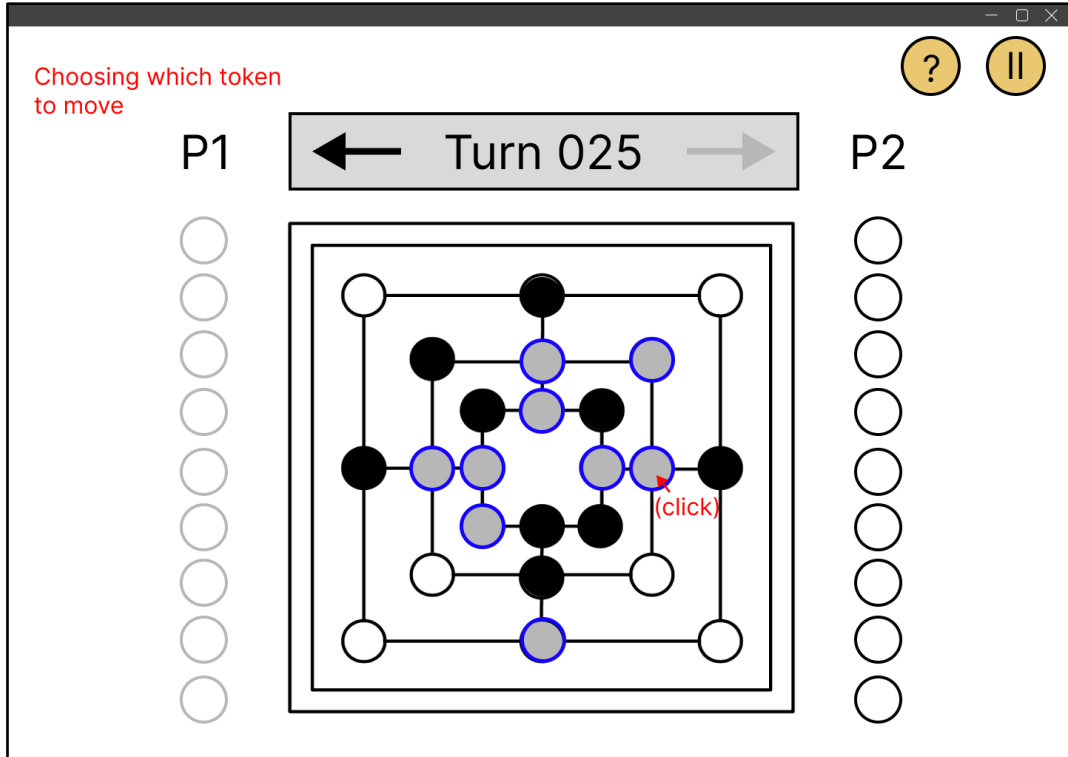 ?
||
Choosing which token
to move
P1
Turn 025
P2
(click)